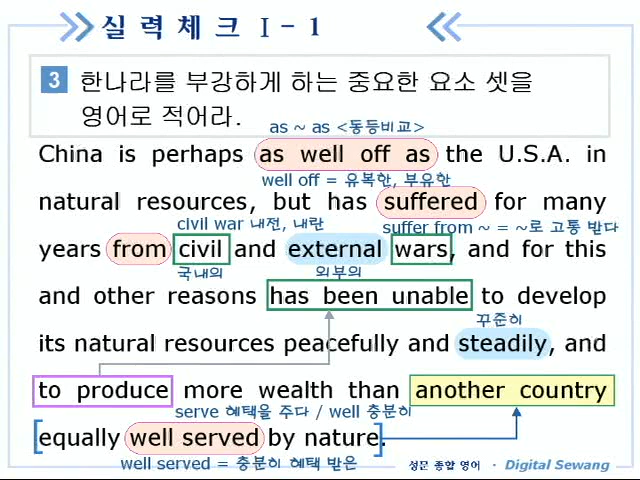 실력체크 I - 1
3 한나라를 부강하게 하는 중요한 요소 셋을
영어로 적어라.
as ~ as <동등비교>
China is perhaps as well off as the U.S.A. in
well off = 유복한, 부유한
natural resources, but has suffered for many
civil war 내전, 내란
suffer from ~ = ~로 고통 받다
years from civil and external wars, and for this
국내의 외부의
and other reasons has been unable to develop
꾸준히
its natural resources peacefully and steadily, and
to produce more wealth than another country
serve 혜택을 주다 / well 충분히
[equally well served by nature].
well served = 충분히 혜택 받은
성문 종합 영어 · Digital Sewang